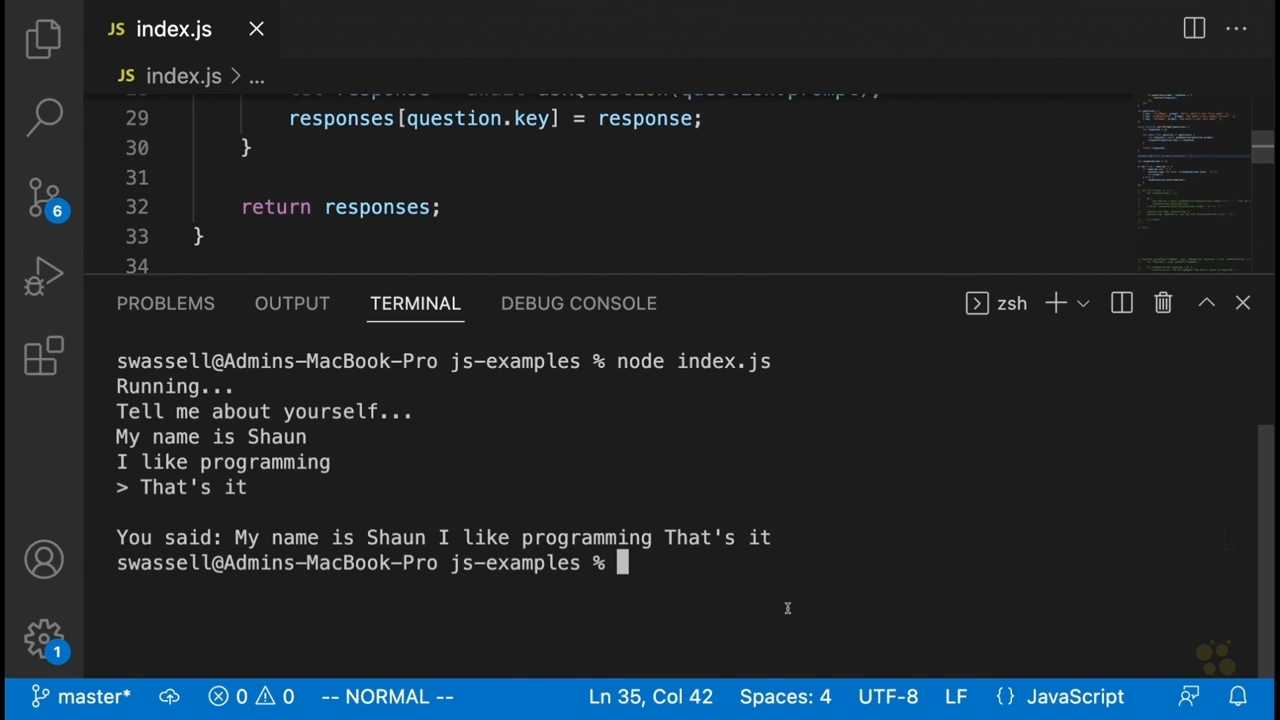 JS index.js
JS index.js > ...
29 responses[question.key] = response;
30 }
31
32 return responses;
33 }
34
6
PROBLEMS OUTPUT TERMINAL DEBUG CONSOLE zsh
swassell@Admins-MacBook-Pro js-examples % node index.js
Running...
Tell me about yourself...
My name is Shaun
I like programming
> That's it
You said: My name is Shaun I like programming That's it
swassell@Admins-MacBook-Pro js-examples %
1
master* 0 0 -- NORMAL -- Ln 35, Col 42 Spaces: 4 UTF-8 LF {} JavaScript